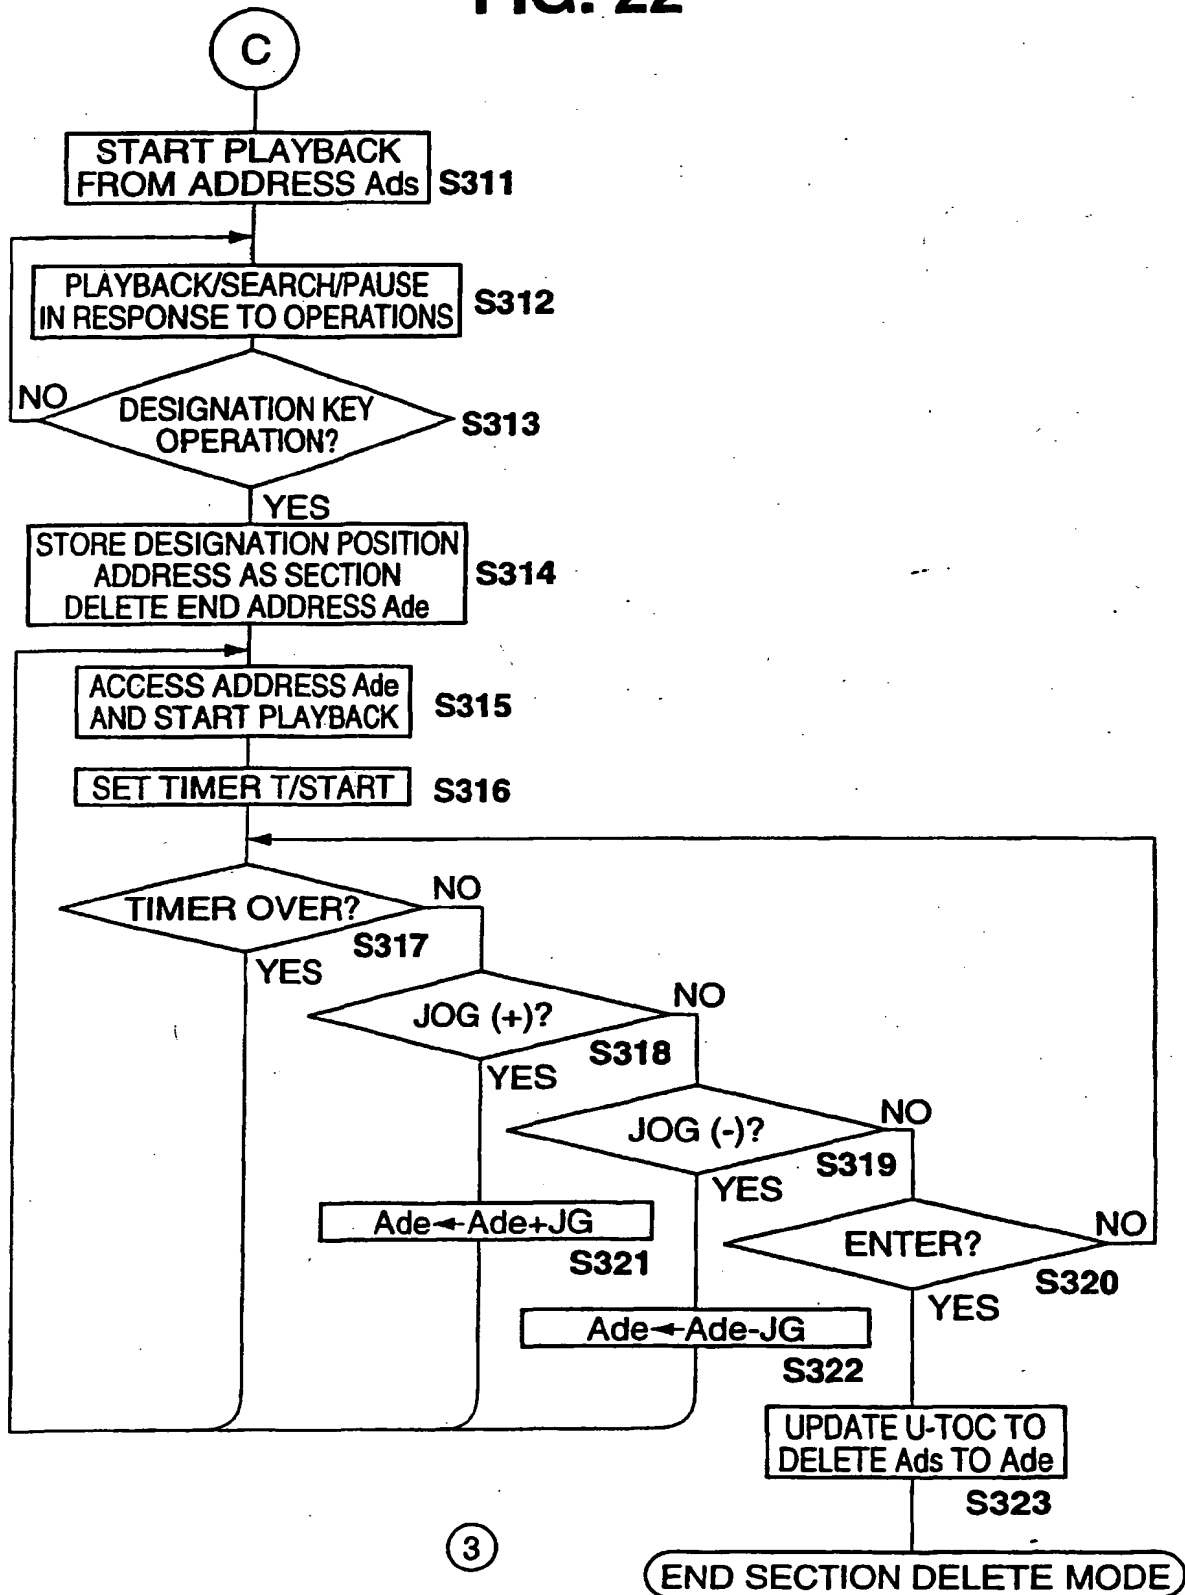 FIG. 22
C
START PLAYBACK
FROM ADDRESS Ads
S311
PLAYBACK/SEARCH/PAUSE
IN RESPONSE TO OPERATIONS
S312
NO
DESIGNATION KEY
OPERATION?
S313
YES
STORE DESIGNATION POSITION
ADDRESS AS SECTION
DELETE END ADDRESS Ade
S314
ACCESS ADDRESS Ade
AND START PLAYBACK
S315
SET TIMER T/START
S316
TIMER OVER?
NO
S317
YES
JOG (+)?
NO
S318
YES
JOG (-)?
NO
S319
YES
Ade←Ade+JG
S321
ENTER?
NO
S320
YES
Ade←Ade-JG
S322
UPDATE U-TOC TO
DELETE Ads TO Ade
S323
3
END SECTION DELETE MODE